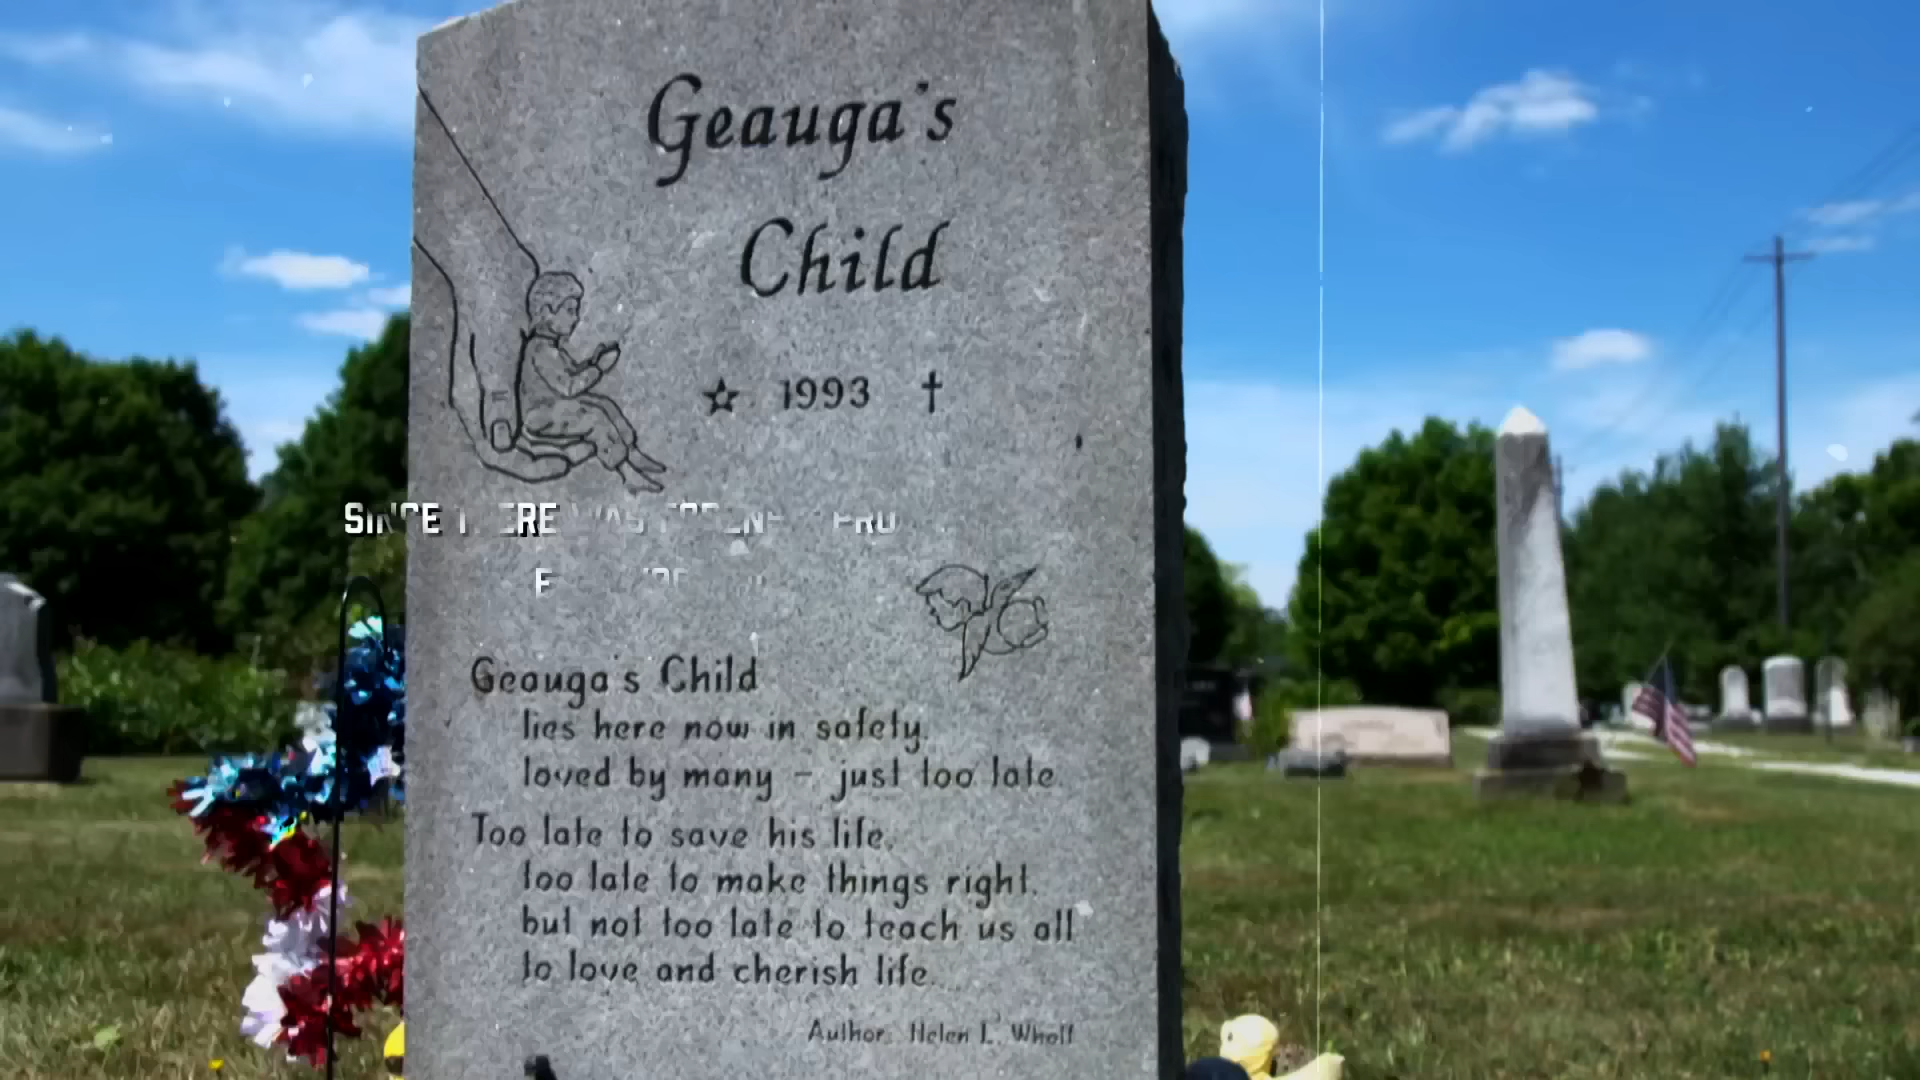 Geauga's
Child
☆ 1993 †
SINCE
Geauga's Child
lies here now in safety.
loved by many – just too late.
Too late to save his life,
too late to make things right.
but not too late to teach us all
to love and cherish life.
Author: Helen L. Wholf